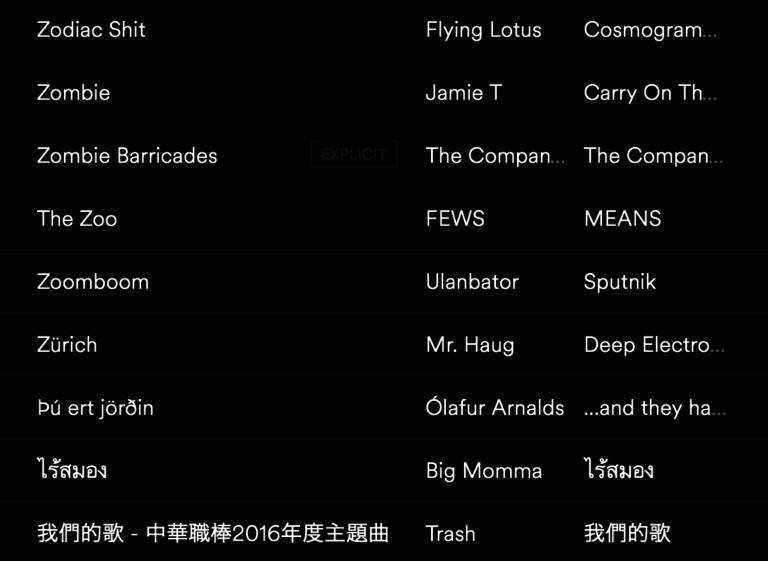 Zodiac Shit Flying Lotus Cosmogram...
Zombie Jamie T Carry On Th...
Zombie Barricades EXPLICIT The Compan... The Compan...
The Zoo FEWS MEANS
Zoomboom Ulanbator Sputnik
Zürich Mr. Haug Deep Electro...
Þú ert jörðin Ólafur Arnalds ...and they ha...
ไร้สมอง Big Momma ไร้สมอง
我們的歌 - 中華職棒2016年度主題曲 Trash 我們的歌